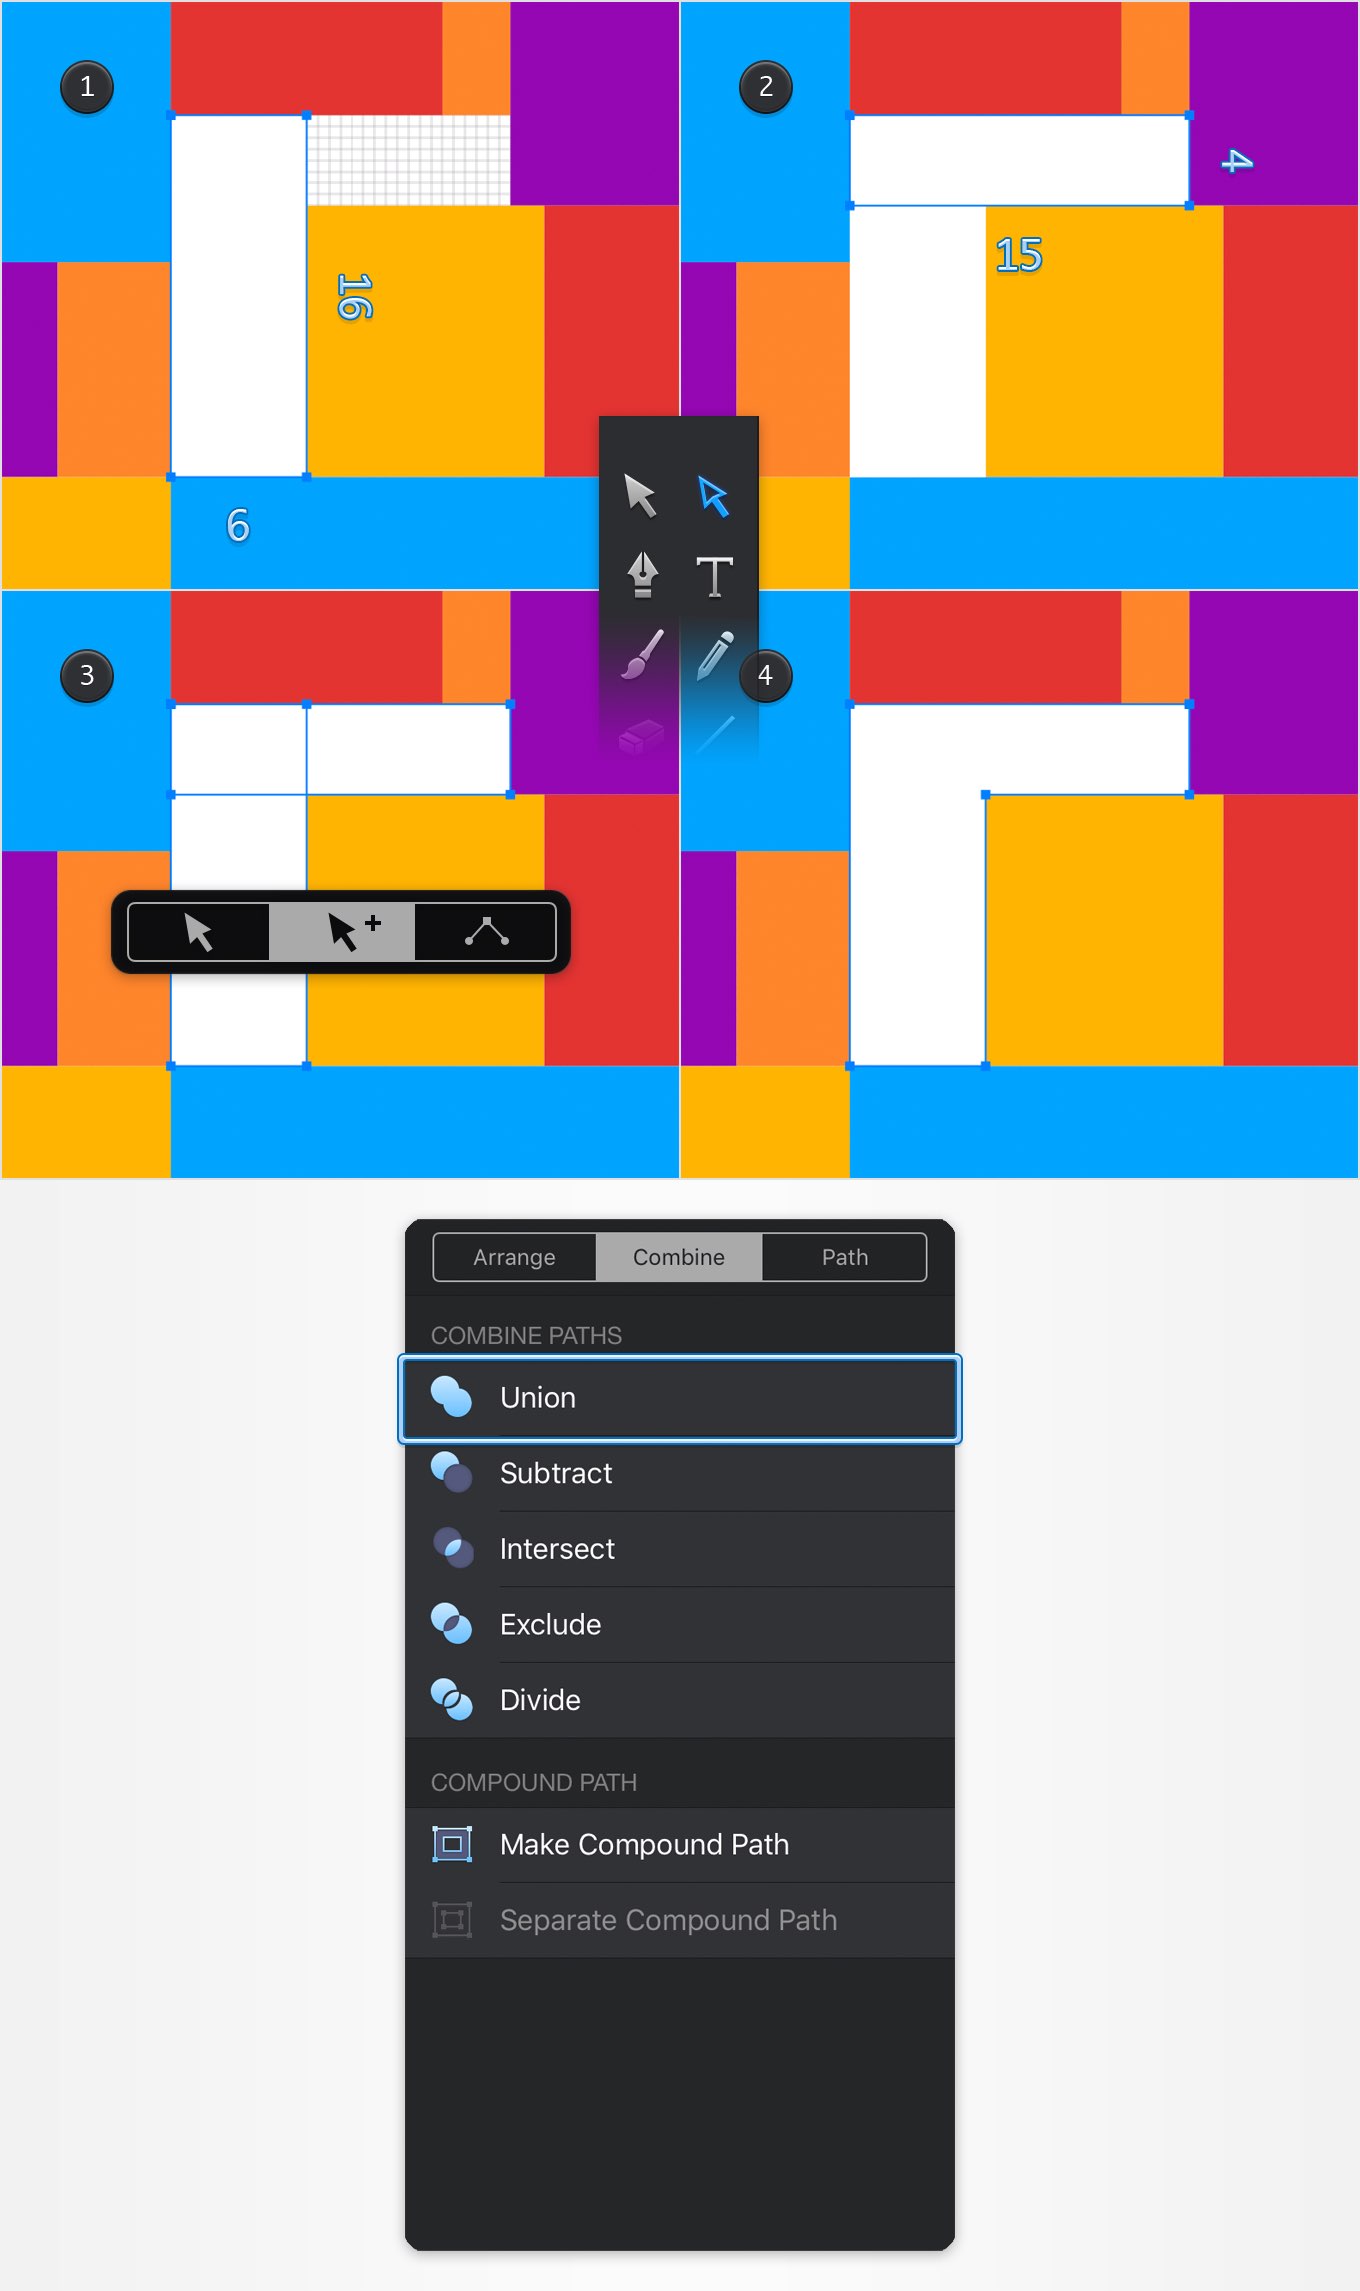 1
2
4
15
16
6
T
3
4
Arrange Combine Path
COMBINE PATHS
Union
Subtract
Intersect
Exclude
Divide
COMPOUND PATH
Make Compound Path
Separate Compound Path